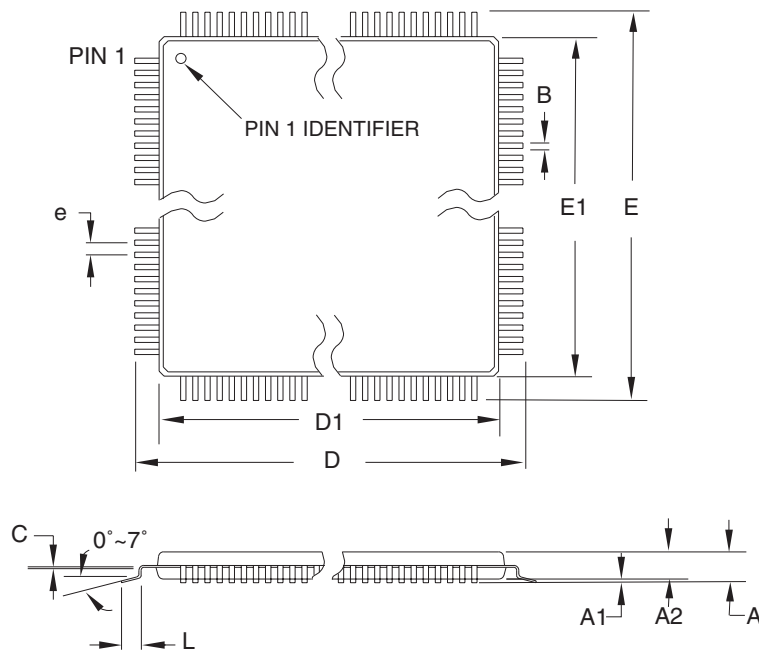 PIN 1
PIN 1 IDENTIFIER
B
e
E1
E
D1
D
C
0°~7°
L
A1
A2
A